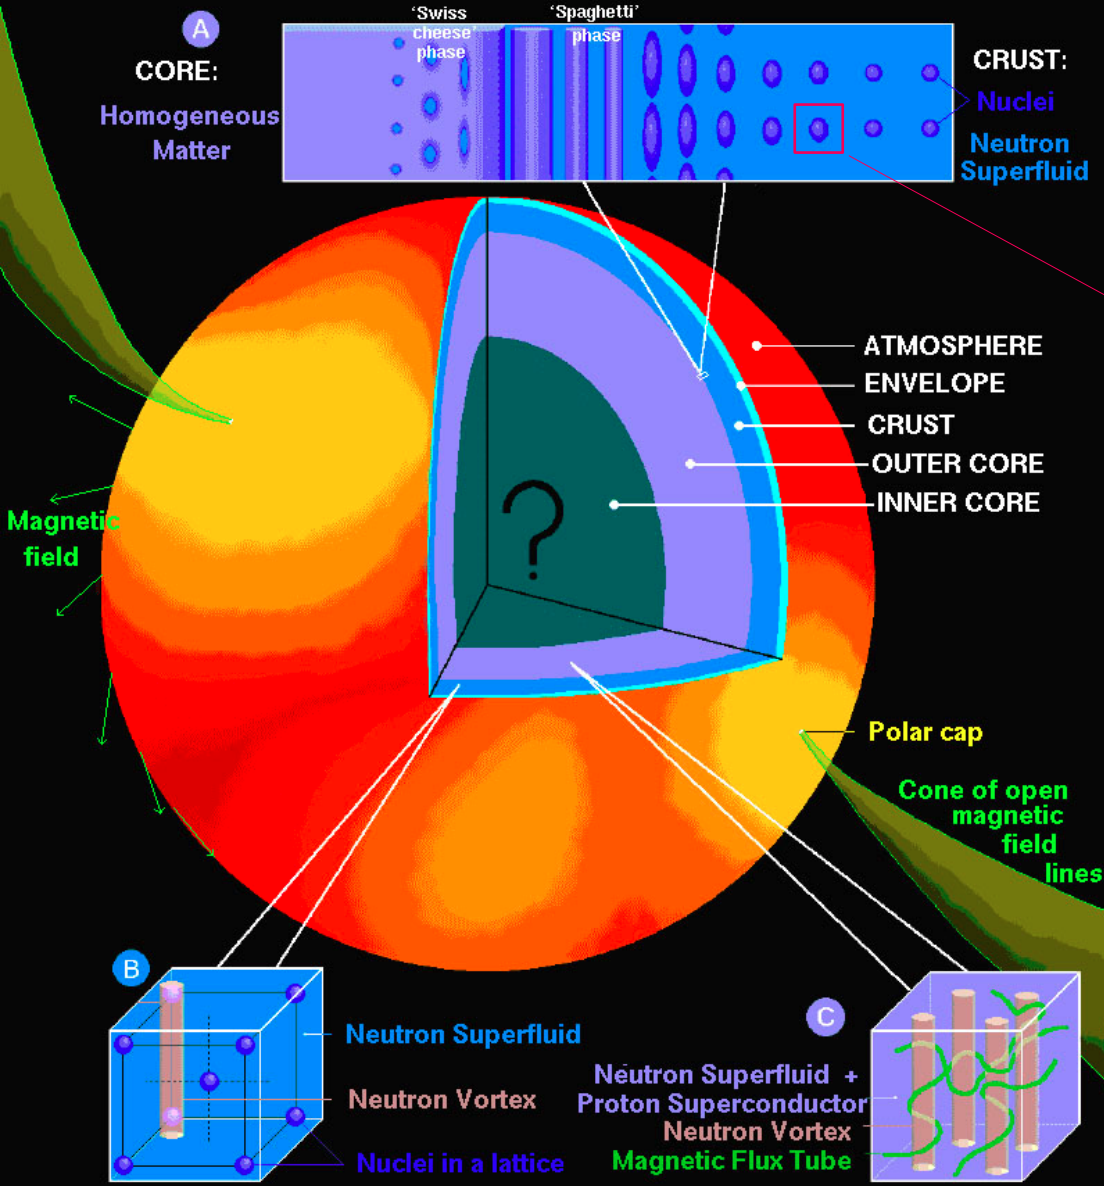 A
'Swiss
cheese'
phase
'Spaghetti'
phase
CORE:
Homogeneous
Matter
CRUST:
Nuclei
Neutron
Superfluid
ATMOSPHERE
ENVELOPE
CRUST
OUTER CORE
INNER CORE
?
Magnetic
field
Polar cap
Cone of open
magnetic
field
lines
B
Neutron Superfluid
Neutron Vortex
Nuclei in a lattice
C
Neutron Superfluid +
Proton Superconductor
Neutron Vortex
Magnetic Flux Tube